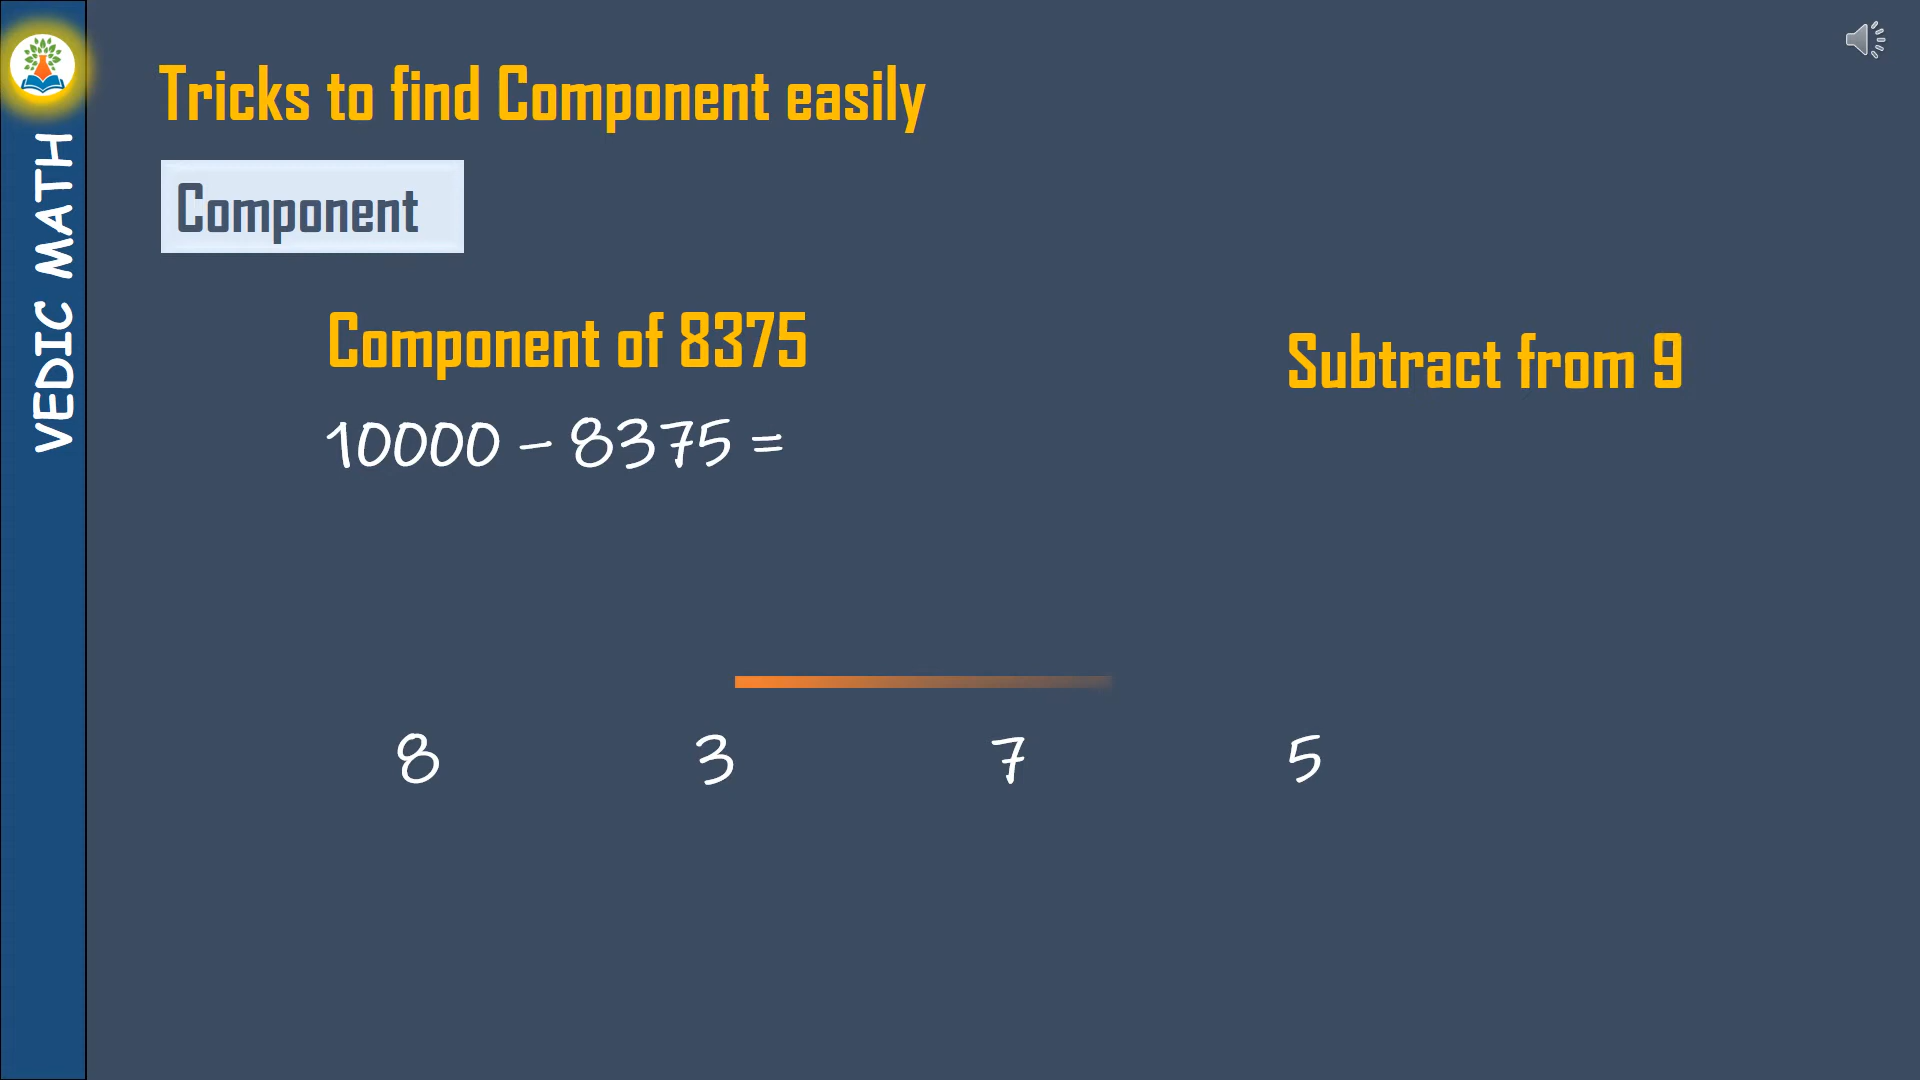 VEDIC MATH
Tricks to find Component easily
Component
Component of 8375
Subtract from 9
10000 – 8375 =
8 3 7 5